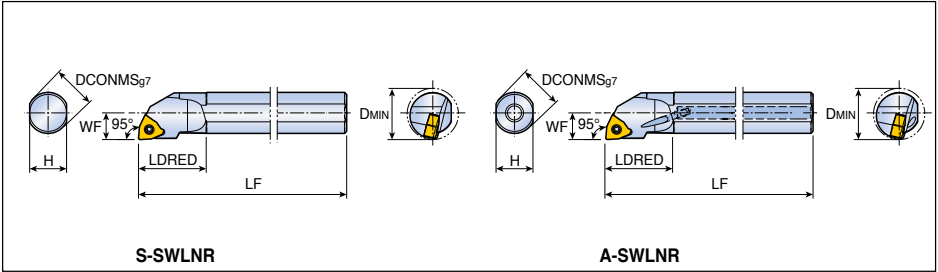 DCONMSg7
WF
95°
H
LDRED
LF
DMIN
S-SWLNR
DCONMSg7
WF
95°
H
LDRED
LF
DMIN
A-SWLNR